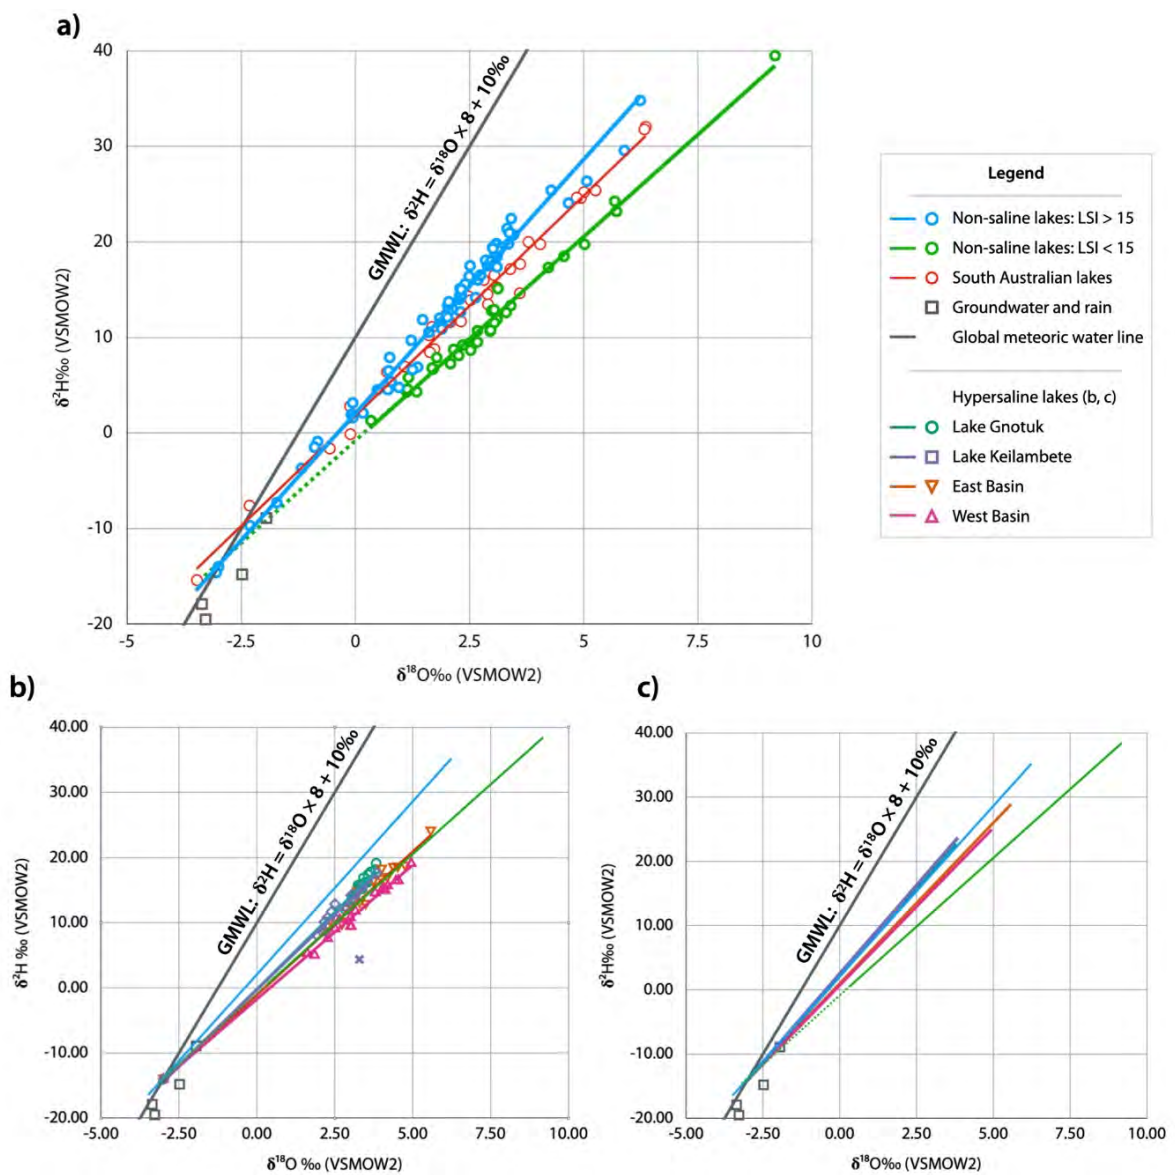 a)
40
30
20
10
0
-10
-20
δ²H‰ (VSMOW2)
GMWL: δ²H = δ¹⁸O × 8 + 10‰
-5
-2.5
0
2.5
5
7.5
10
δ¹⁸O‰ (VSMOW2)
Legend
Non-saline lakes: LSI > 15
Non-saline lakes: LSI < 15
South Australian lakes
Groundwater and rain
Global meteoric water line
Hypersaline lakes (b, c)
Lake Gnotuk
Lake Keilambete
East Basin
West Basin
b)
40.00
30.00
20.00
10.00
0.00
-10.00
-20.00
δ²H ‰ (VSMOW2)
GMWL: δ²H = δ¹⁸O × 8 + 10‰
-5.00
-2.50
0.00
2.50
5.00
7.50
10.00
δ¹⁸O ‰ (VSMOW2)
c)
40.00
30.00
20.00
10.00
0.00
-10.00
-20.00
δ²H‰ (VSMOW2)
GMWL: δ²H = δ¹⁸O × 8 + 10‰
-5.00
-2.50
0.00
2.50
5.00
7.50
10.00
δ¹⁸O‰ (VSMOW2)